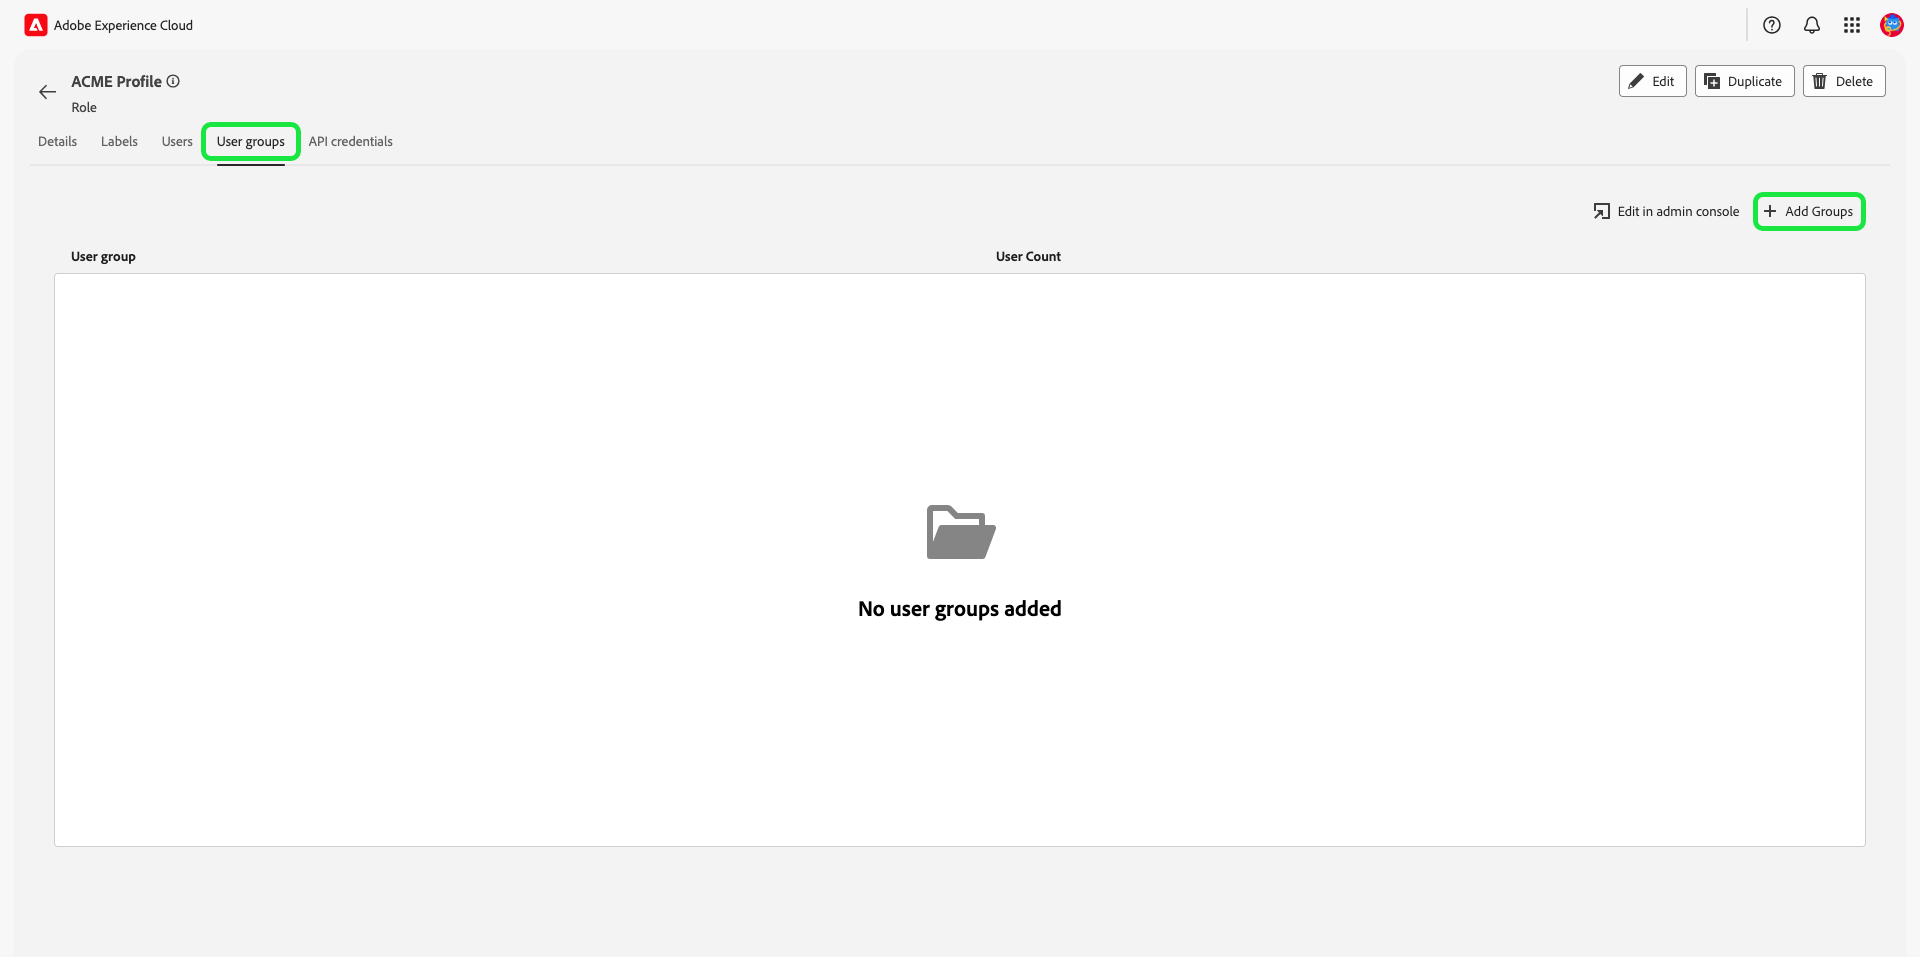 Adobe Experience Cloud
ACME Profile
Role
Edit
Duplicate
Delete
Details
Labels
Users
User groups
API credentials
Edit in admin console
Add Groups
User group
User Count
No user groups added